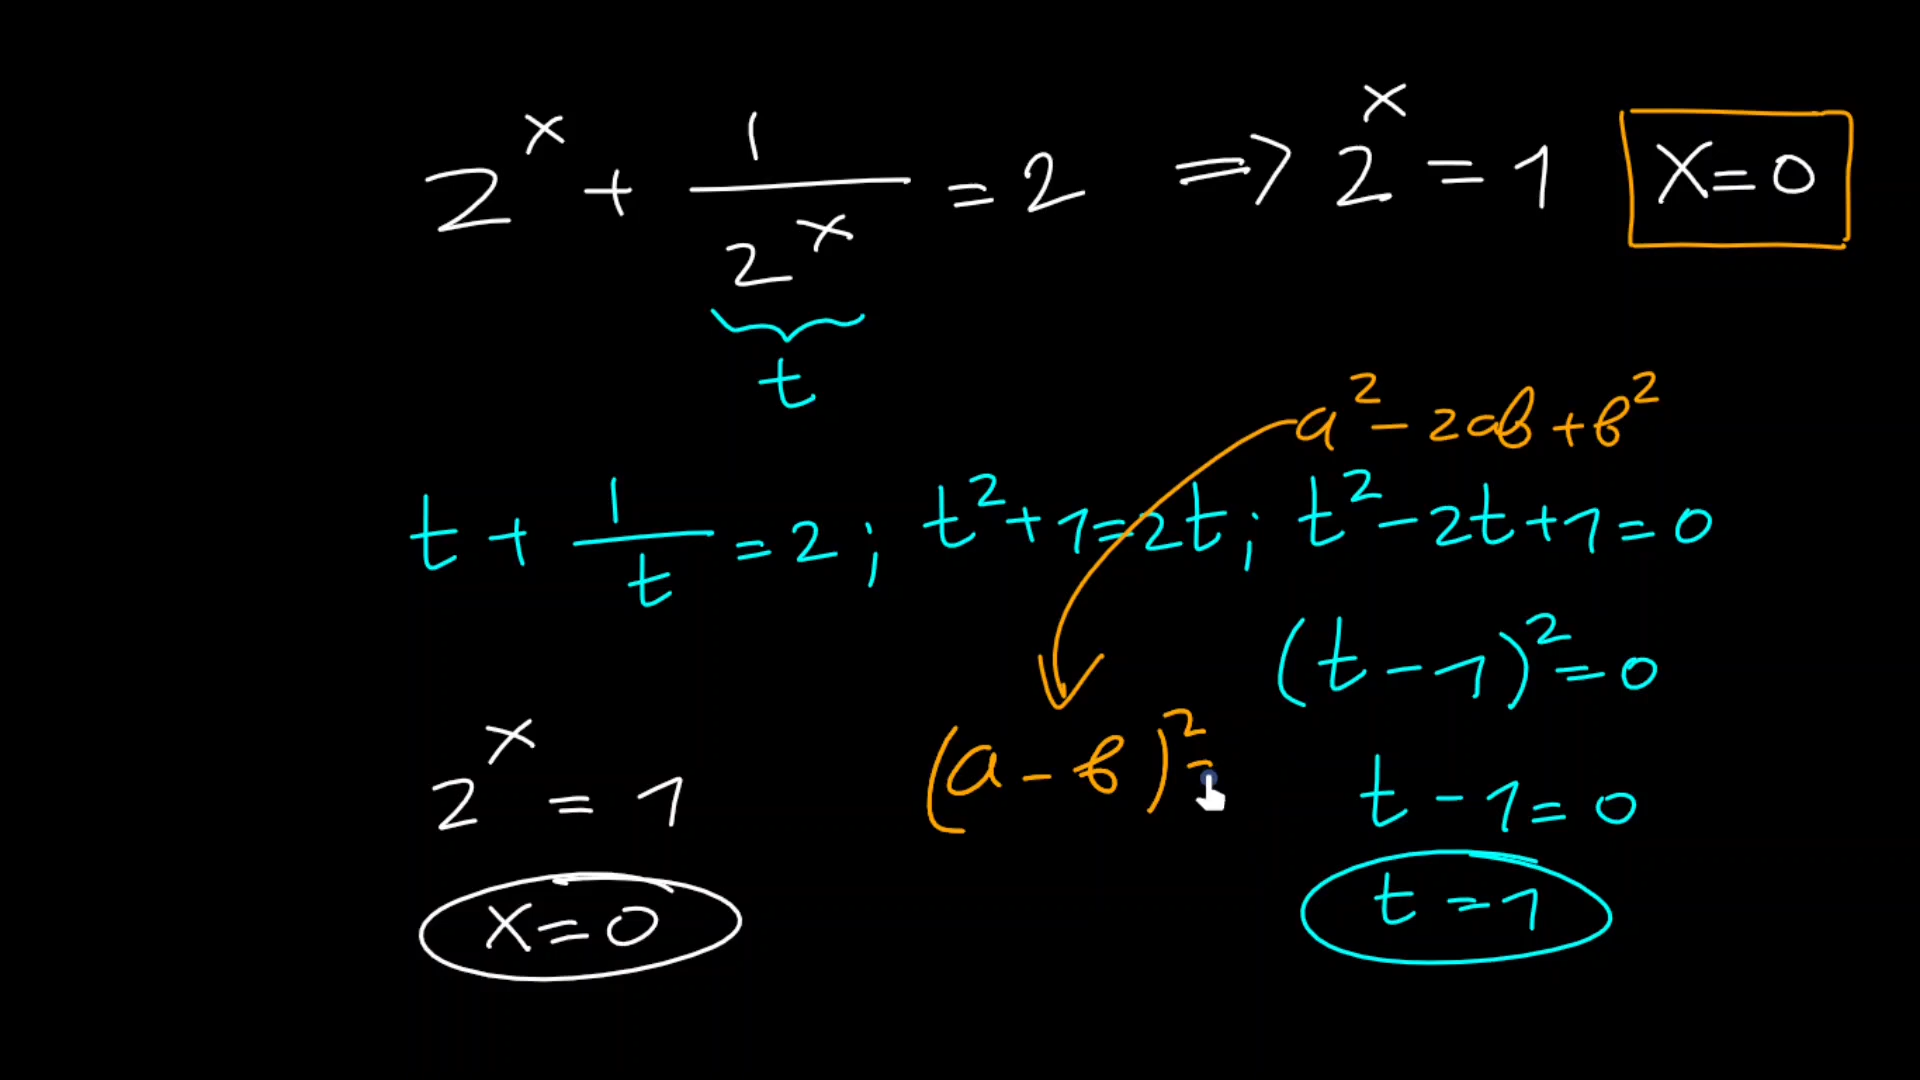 2^x + 1/2^x = 2 ⇒ 2^x = 1 x = 0
t
a² - 2ab + b²
t + 1/t = 2; t² + 1 = 2t; t² - 2t + 1 = 0
(t - 1)² = 0
2^x = 1 (a - b)² = t - 1 = 0
x = 0 t = 1